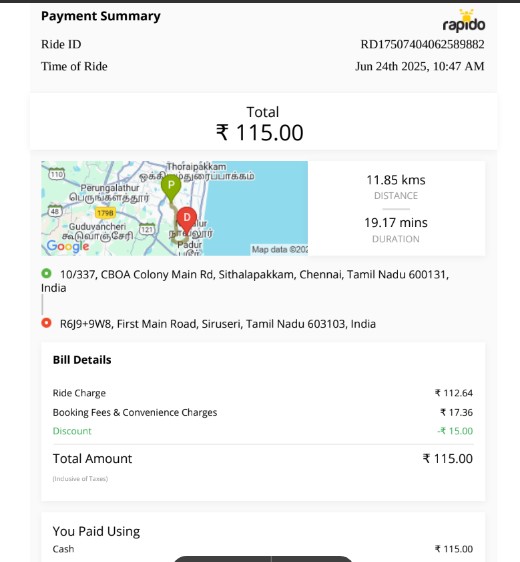 Payment Summary
rapido
Ride ID RD17507404062589882
Time of Ride Jun 24th 2025, 10:47 AM
Total
₹ 115.00
110
Thoraipakkam
ஒக்கியம் துரைப்பாக்கம்
P
Perungalathur
பெருங்களத்தூர்
48
179B
D
Guduvancheri
கூடுவாஞ்சேரி
121
நாவலூர்
Padur
Google
Map data ©202
11.85 kms
DISTANCE
19.17 mins
DURATION
10/337, CBOA Colony Main Rd, Sithalapakkam, Chennai, Tamil Nadu 600131,
India
R6J9+9W8, First Main Road, Siruseri, Tamil Nadu 603103, India
Bill Details
Ride Charge ₹ 112.64
Booking Fees & Convenience Charges ₹ 17.36
Discount -₹ 15.00
Total Amount ₹ 115.00
(Inclusive of Taxes)
You Paid Using
Cash ₹ 115.00